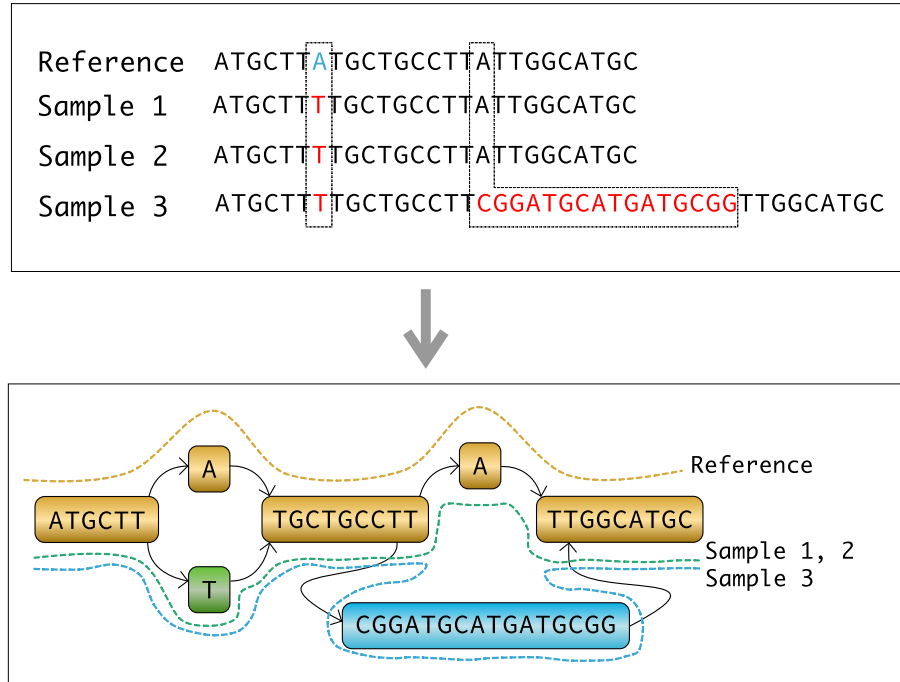 Reference ATGCTTATGCTGCCTTATTGGCATGC
Sample 1 ATGCTTTTGCTGCCTTATTGGCATGC
Sample 2 ATGCTTTTGCTGCCTTATTGGCATGC
Sample 3 ATGCTTTTGCTGCCTTCGGATGCATGATGCGGTTGGCATGC
A
A
Reference
ATGCTT
TGCTGCCTT
TTGGCATGC
Sample 1, 2
Sample 3
T
CGGATGCATGATGCGG